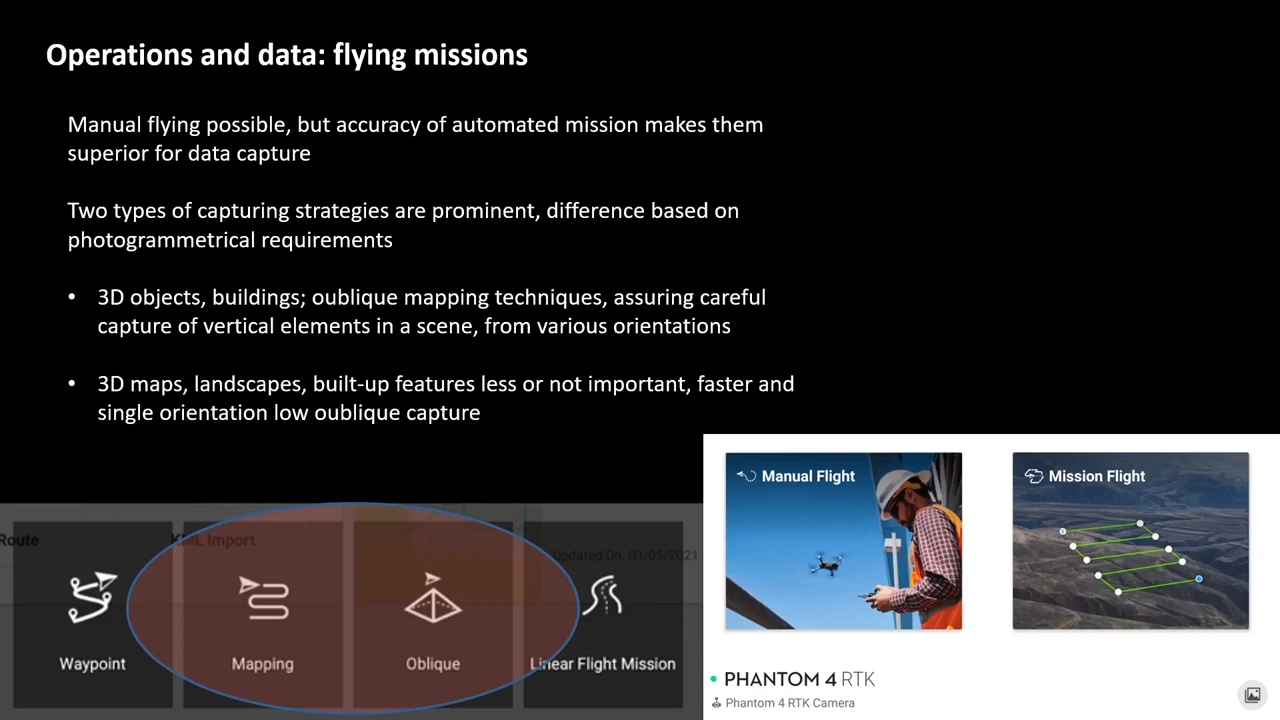 Operations and data: flying missions
Manual flying possible, but accuracy of automated mission makes them
superior for data capture
Two types of capturing strategies are prominent, difference based on
photogrammetrical requirements
• 3D objects, buildings; oublique mapping techniques, assuring careful
capture of vertical elements in a scene, from various orientations
• 3D maps, landscapes, built-up features less or not important, faster and
single orientation low oublique capture
Route
KML Import
Updated On: 03/05/2021
Waypoint
Mapping
Oblique
Linear Flight Mission
Manual Flight
Mission Flight
PHANTOM 4 RTK
Phantom 4 RTK Camera